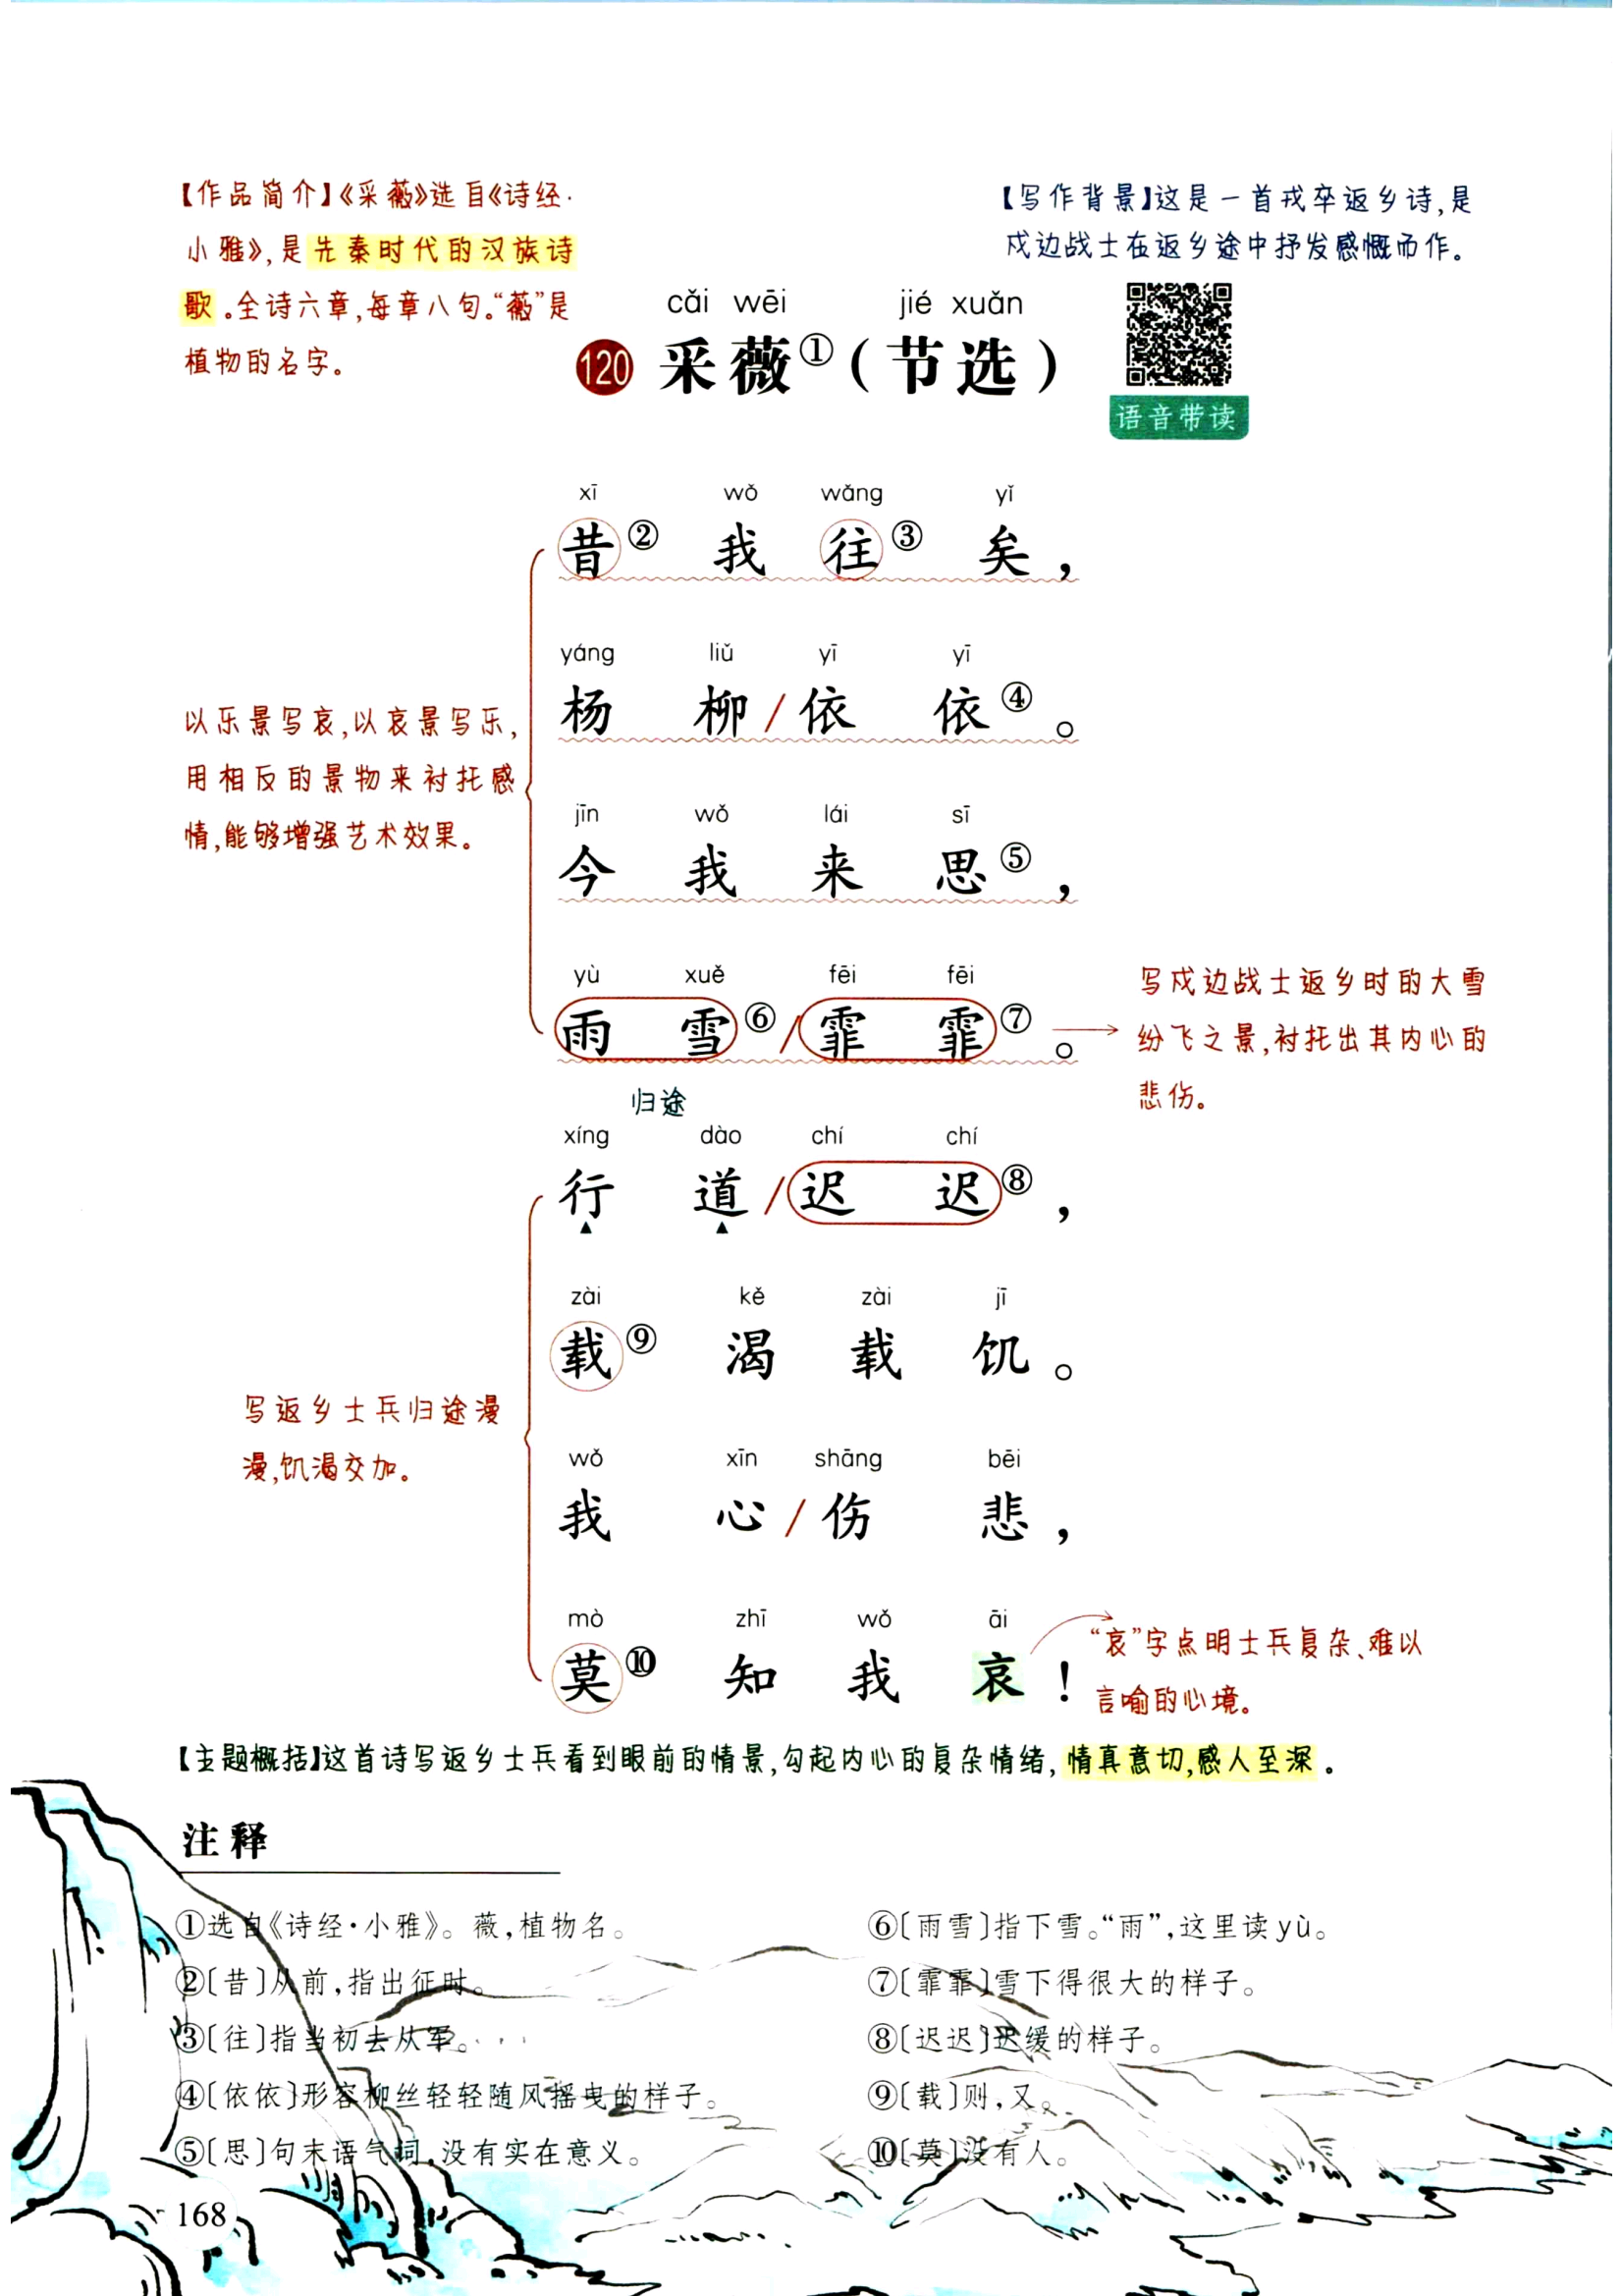 【作品简介】《采薇》选自《诗经·
小雅》,是先秦时代的汉族诗
歌。全诗六章,每章八句。“薇”是
植物的名字。
【写作背景】这是一首戎卒返乡诗,是
戍边战士在返乡途中抒发感慨而作。
cǎi wēi jié xuǎn
120 采薇①(节选)
语音带读
xī wǒ wǎng yǐ
昔② 我 往③ 矣,
yáng liǔ yī yī
杨 柳/依 依④。
以乐景写哀,以哀景写乐,
用相反的景物来衬托感
情,能够增强艺术效果。
jīn wǒ lái sī
今 我 来 思⑤,
yù xuě fēi fēi
雨 雪⑥/霏 霏⑦。
写戍边战士返乡时的大雪
纷飞之景,衬托出其内心的
悲伤。
归途
xíng dào chí chí
行 道/迟 迟⑧,
zài kě zài jī
载⑨ 渴 载 饥。
写返乡士兵归途漫
漫,饥渴交加。
wǒ xīn shāng bēi
我 心/伤 悲,
mò zhī wǒ āi
莫⑩ 知 我 哀!
“哀”字点明士兵复杂、难以
言喻的心境。
【主题概括】这首诗写返乡士兵看到眼前的情景,勾起内心的复杂情绪,情真意切,感人至深。
注释
①选自《诗经·小雅》。薇,植物名。
②〔昔〕从前,指出征时。
③〔往〕指当初去从军。
④〔依依〕形容柳丝轻轻随风摇曳的样子。
⑤〔思〕句末语气词,没有实在意义。
⑥〔雨雪〕指下雪。“雨”,这里读yù。
⑦〔霏霏〕雪下得很大的样子。
⑧〔迟迟〕迟缓的样子。
⑨〔载〕则,又。
⑩〔莫〕没有人。
168